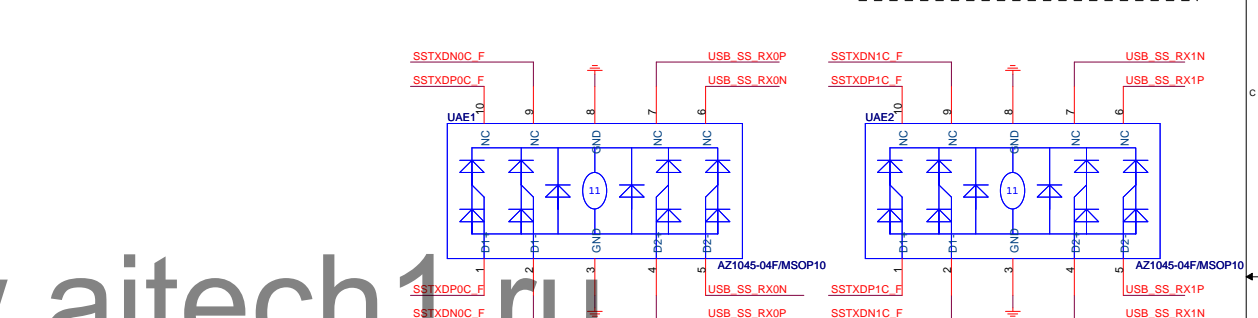 SSTXDN0C_F USB_SS_RX0P SSTXDN1C_F USB_SS_RX1N
SSTXDP0C_F USB_SS_RX0N SSTXDP1C_F USB_SS_RX1P
C
10 9 8 7 6 10 9 8 7 6
UAE1 UAE2
NC NC GND NC NC NC NC GND NC NC
11 11
D1+ D1- GND D2+ D2- D1+ D1- GND D2+ D2-
AZ1045-04F/MSOP10 AZ1045-04F/MSOP10
1 2 3 4 5 1 2 3 4 5
SSTXDP0C_F USB_SS_RX0N SSTXDP1C_F USB_SS_RX1P
SSTXDN0C_F USB_SS_RX0P SSTXDN1C_F USB_SS_RX1N
.aitech1.ru